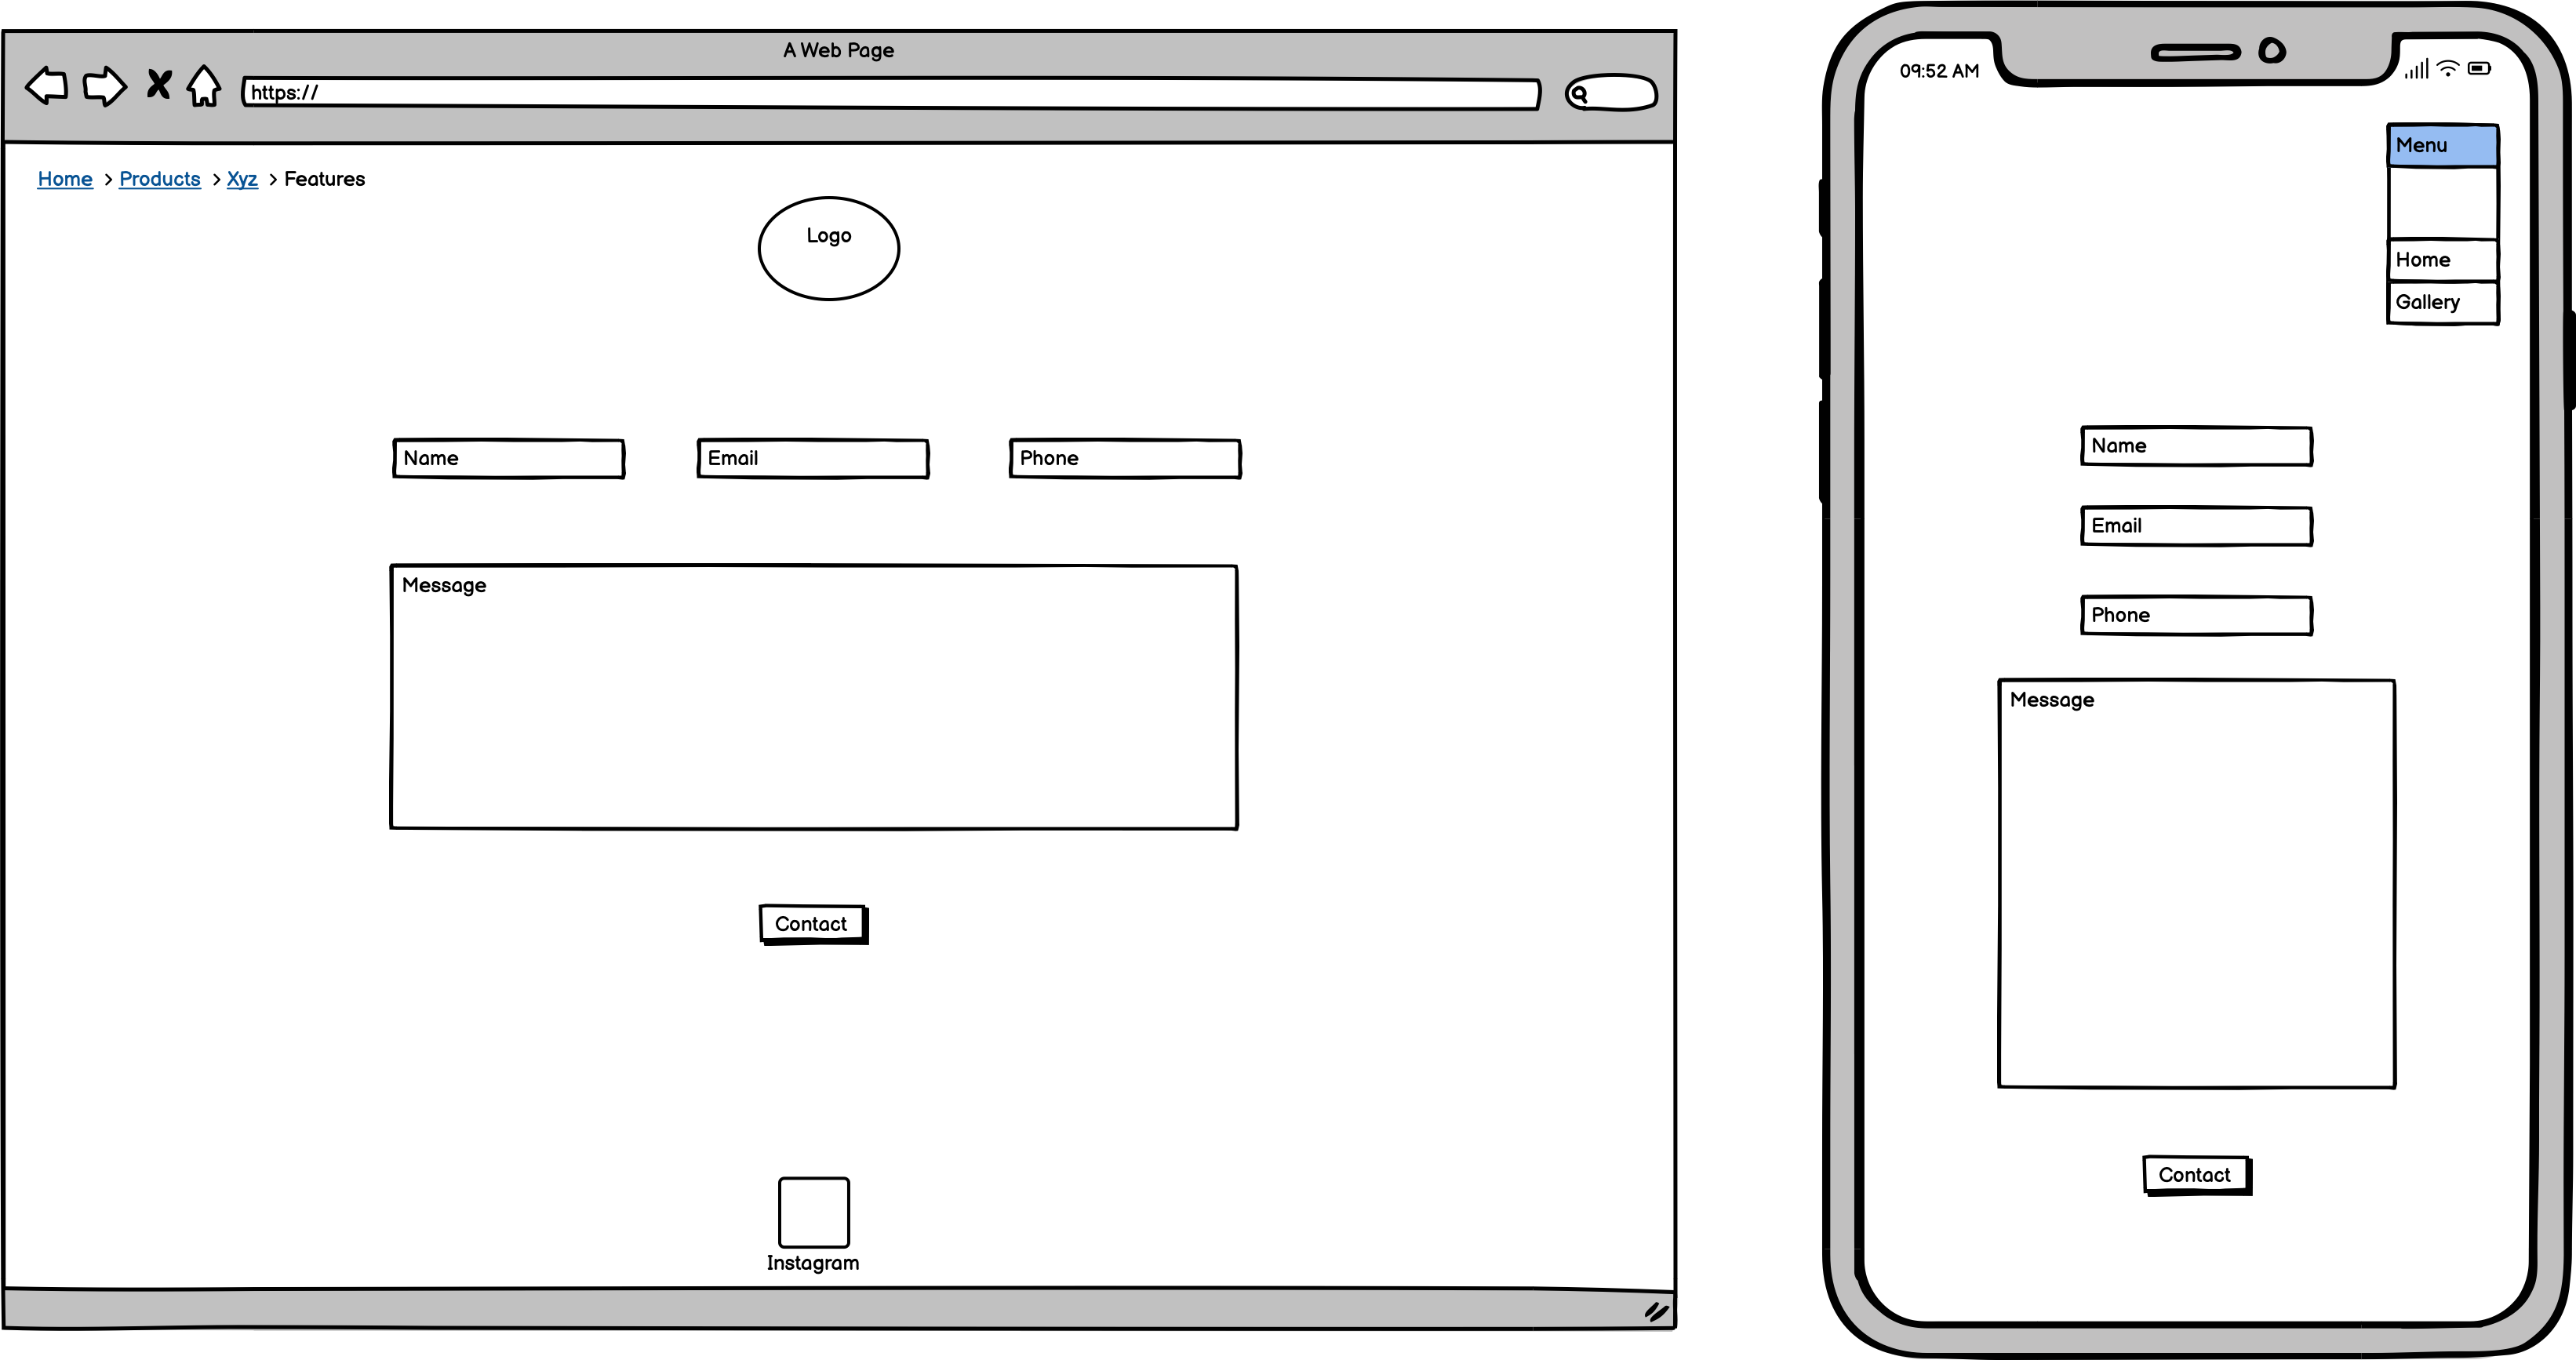 A Web Page
https://
Home > Products > Xyz > Features
Logo
Name
Email
Phone
Message
Contact
Instagram
09:52 AM
Menu
Home
Gallery
Name
Email
Phone
Message
Contact